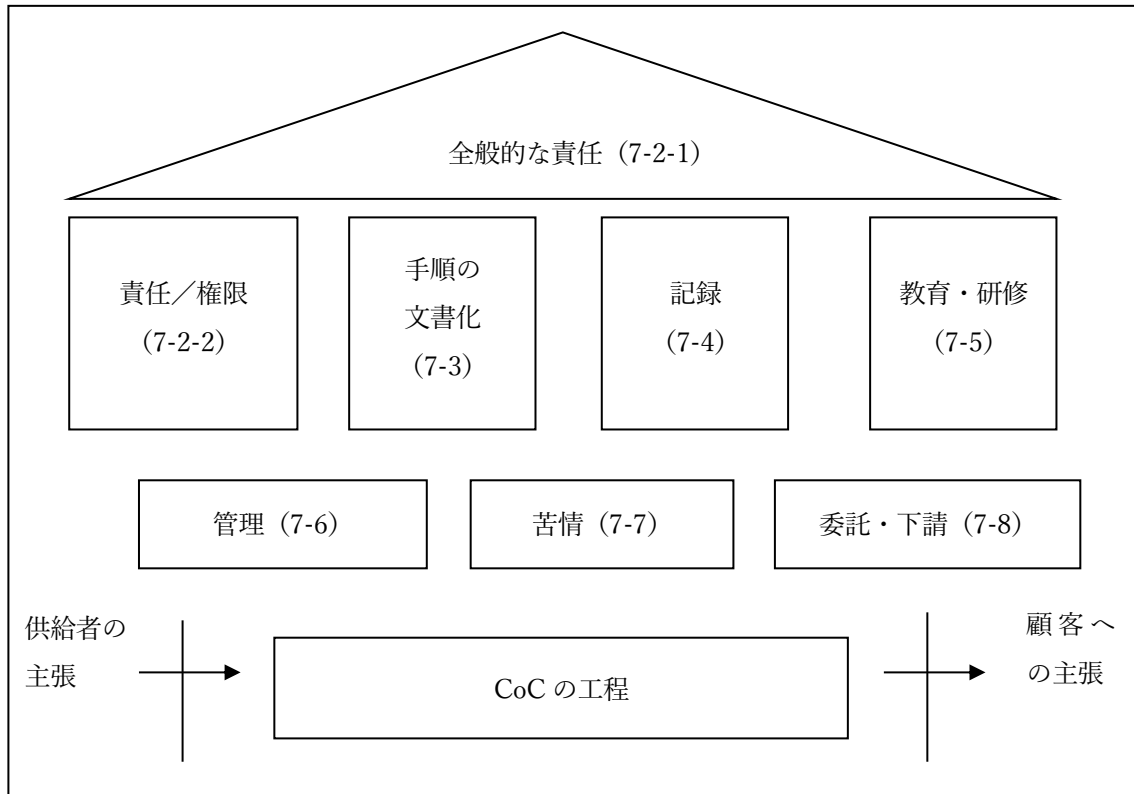 全般的な責任（7-2-1）
責任／権限
（7-2-2）
手順の
文書化
（7-3）
記録
（7-4）
教育・研修
（7-5）
管理（7-6）
苦情（7-7）
委託・下請（7-8）
供給者の
主張
CoC の工程
顧 客 へ
の主張